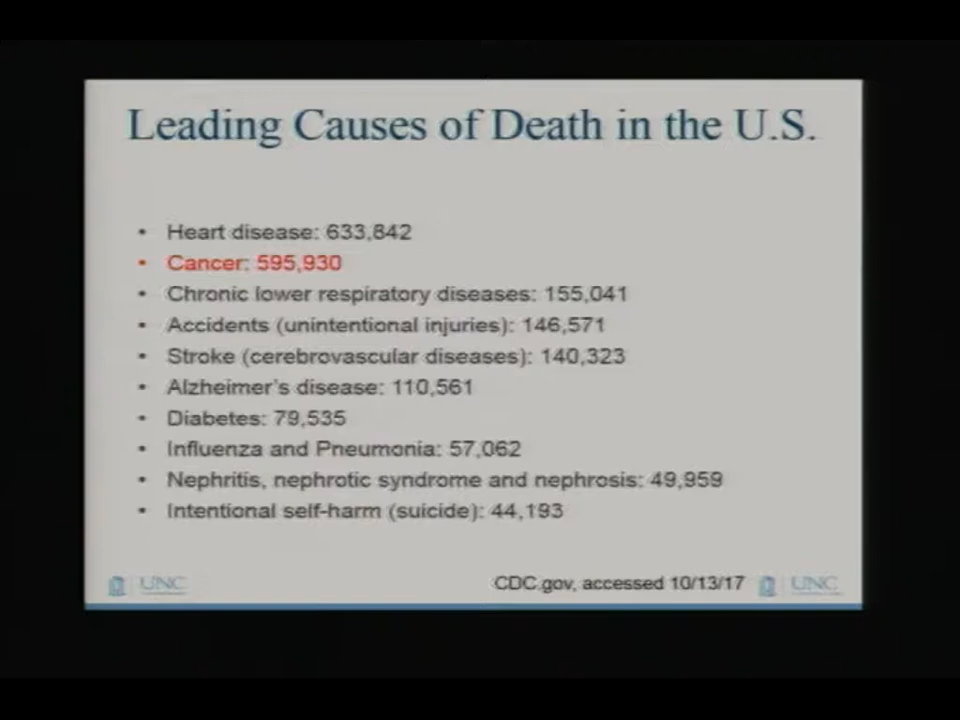 Leading Causes of Death in the U.S.
• Heart disease: 633,842
• Cancer: 595,930
• Chronic lower respiratory diseases: 155,041
• Accidents (unintentional injuries): 146,571
• Stroke (cerebrovascular diseases): 140,323
• Alzheimer's disease: 110,561
• Diabetes: 79,535
• Influenza and Pneumonia: 57,062
• Nephritis, nephrotic syndrome and nephrosis: 49,959
• Intentional self-harm (suicide): 44,193
UNC
CDC.gov, accessed 10/13/17
UNC